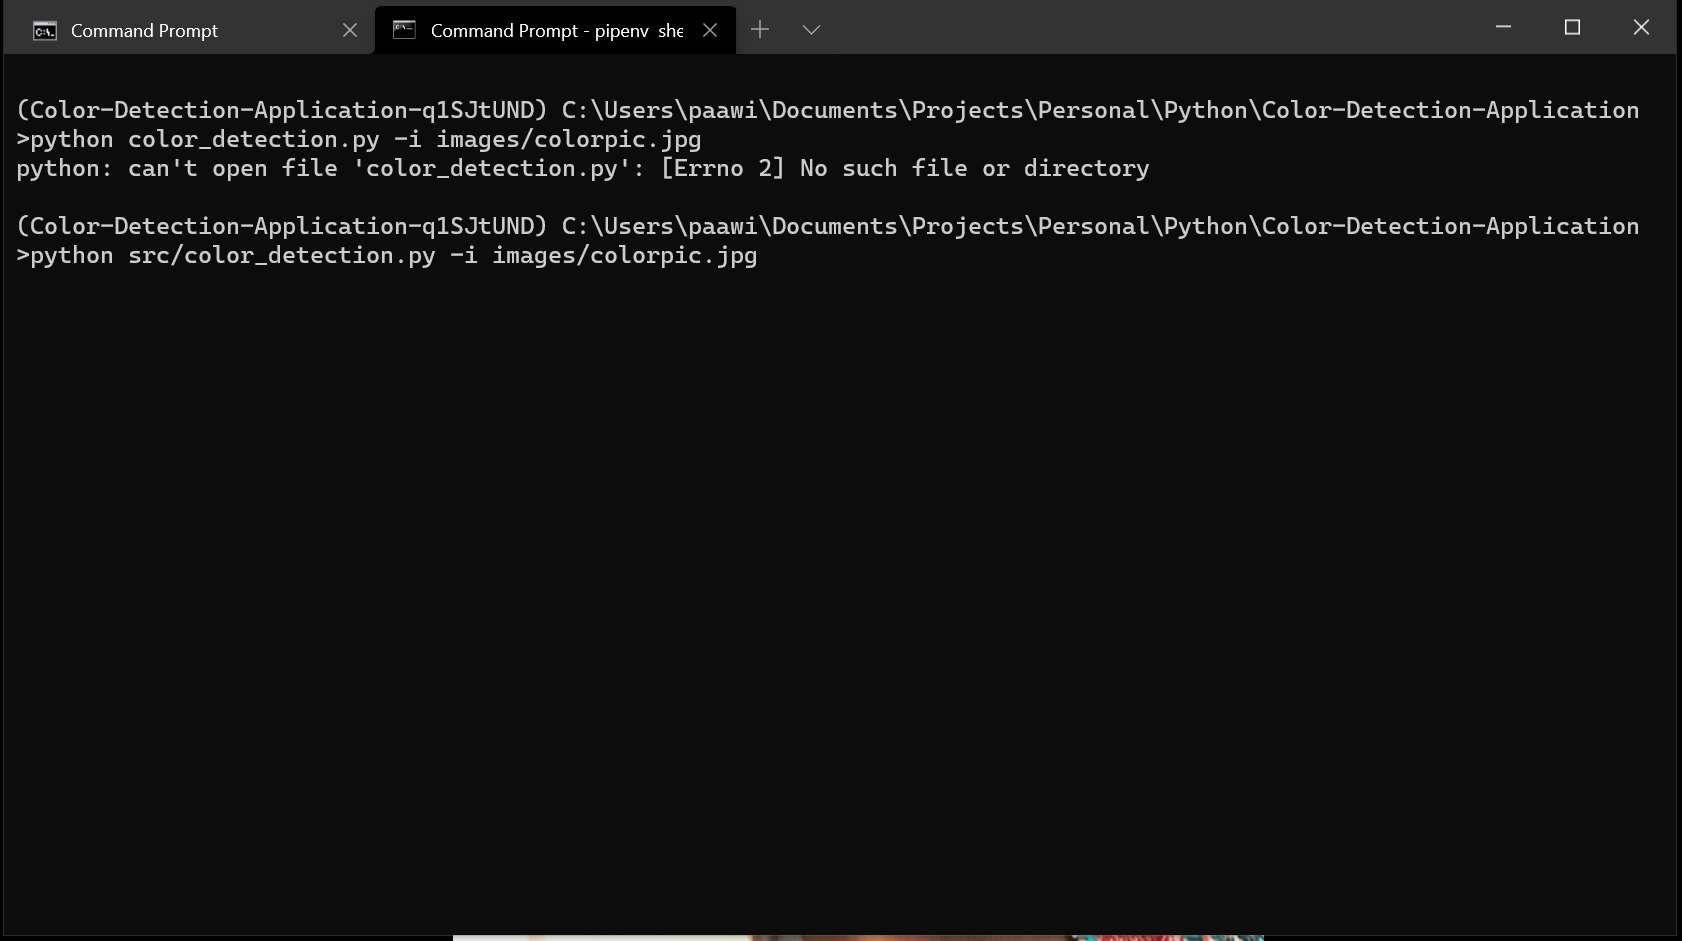 Command Prompt
Command Prompt - pipenv she
(Color-Detection-Application-q1SJtUND) C:\Users\paawi\Documents\Projects\Personal\Python\Color-Detection-Application
>python color_detection.py -i images/colorpic.jpg
python: can't open file 'color_detection.py': [Errno 2] No such file or directory
(Color-Detection-Application-q1SJtUND) C:\Users\paawi\Documents\Projects\Personal\Python\Color-Detection-Application
>python src/color_detection.py -i images/colorpic.jpg